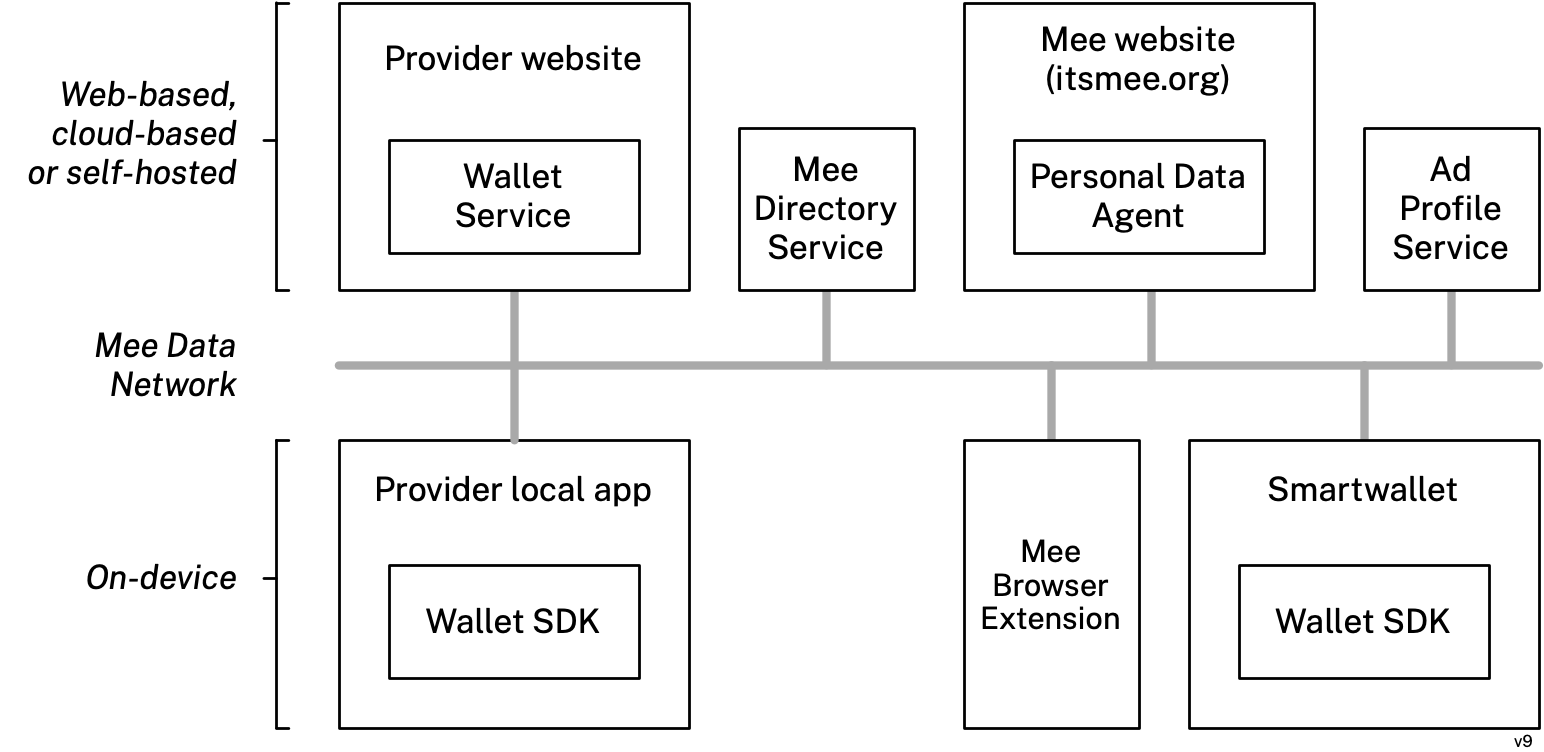 Web-based,
cloud-based
or self-hosted
Provider website
Wallet
Service
Mee
Directory
Service
Mee website
(itsmee.org)
Personal Data
Agent
Ad
Profile
Service
Mee Data
Network
On-device
Provider local app
Wallet SDK
Mee
Browser
Extension
Smartwallet
Wallet SDK
v9